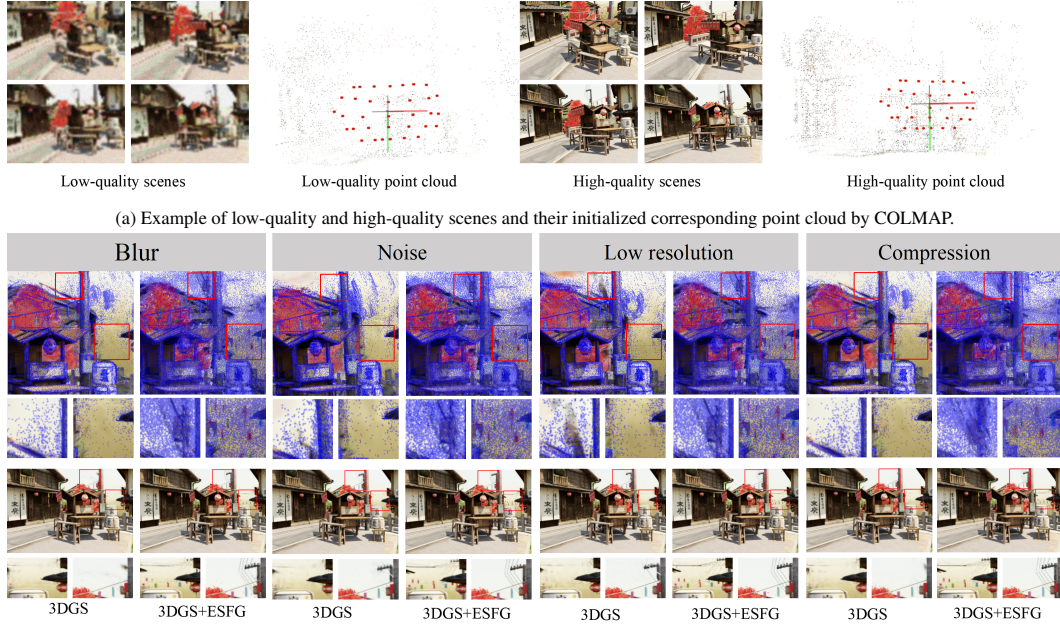 Low-quality scenes
Low-quality point cloud
High-quality scenes
High-quality point cloud
(a) Example of low-quality and high-quality scenes and their initialized corresponding point cloud by COLMAP.
Blur
Noise
Low resolution
Compression
3DGS
3DGS+ESFG
3DGS
3DGS+ESFG
3DGS
3DGS+ESFG
3DGS
3DGS+ESFG